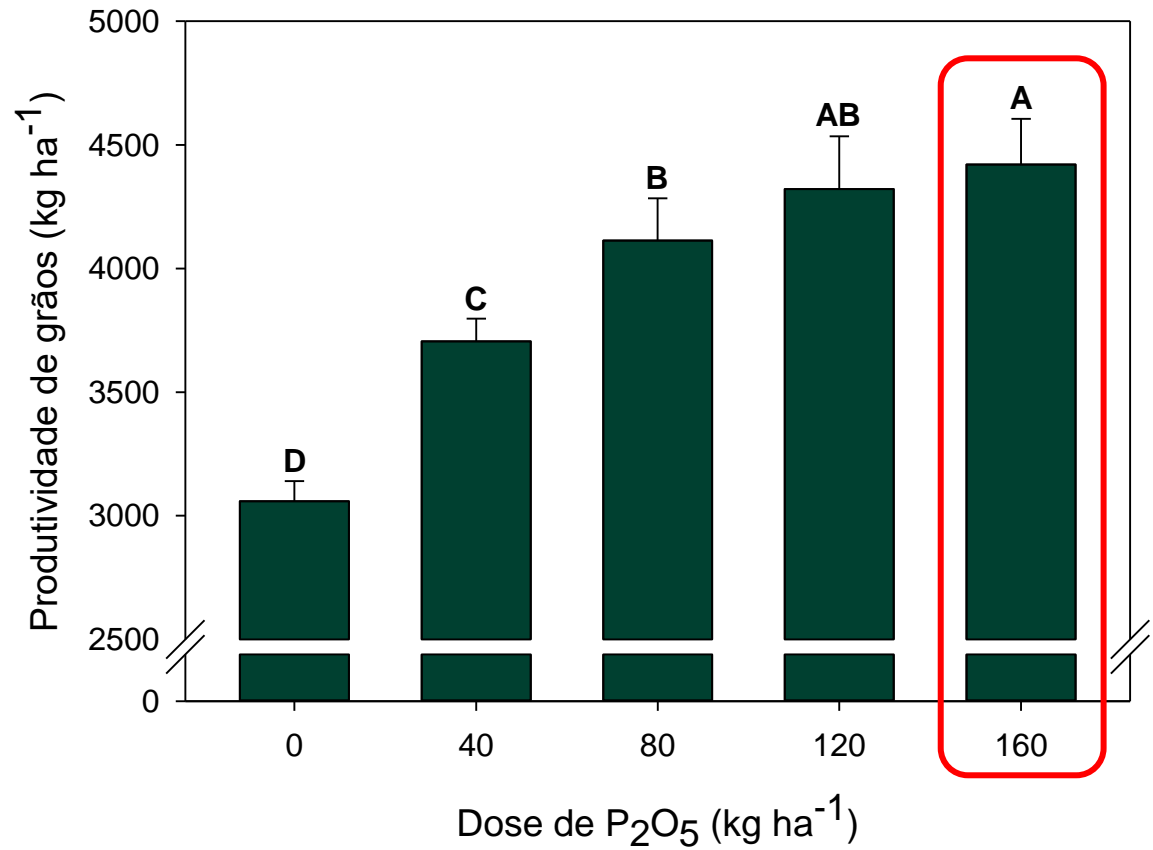 Produtividade de grãos (kg ha⁻¹)
5000
4500
4000
3500
3000
2500
0
D
C
B
AB
A
0 40 80 120 160
Dose de P₂O₅ (kg ha⁻¹)